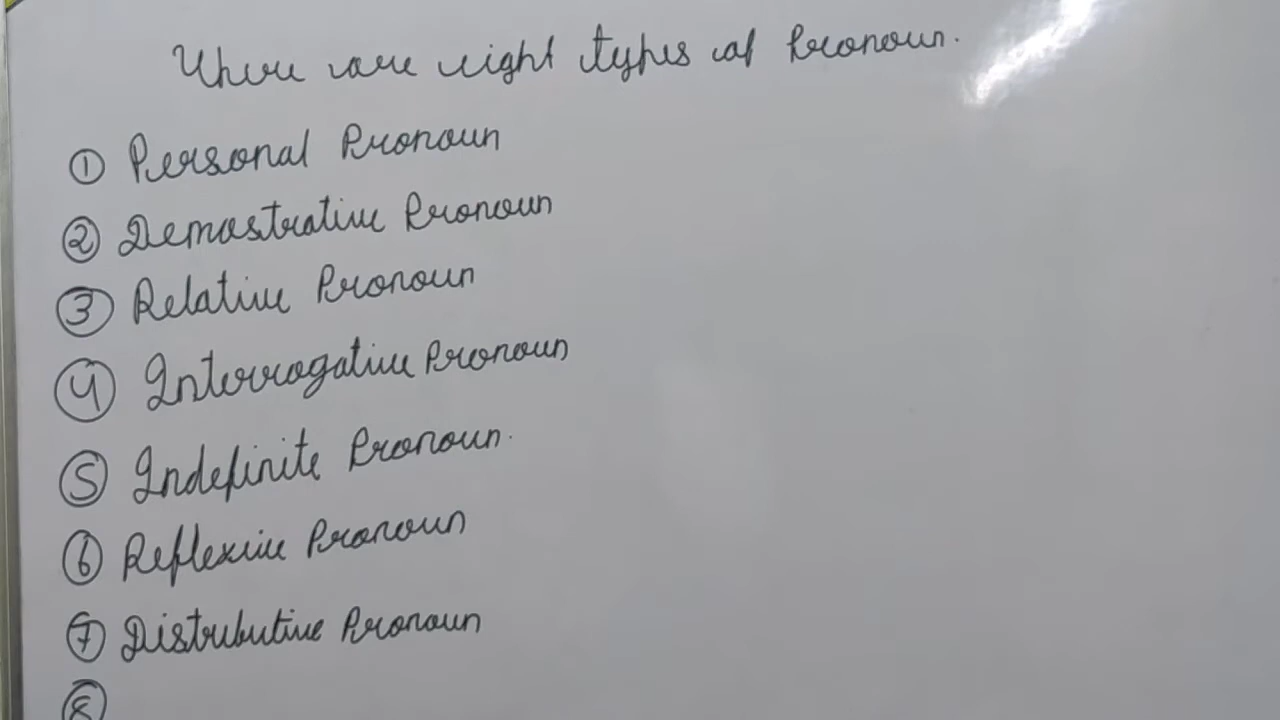 There are eight types of Pronoun.
① Personal Pronoun
② Demostrative Pronoun
③ Relative Pronoun
④ Interrogative Pronoun
⑤ Indefinite Pronoun.
⑥ Reflexive Pronoun
⑦ Distributive Pronoun
⑧